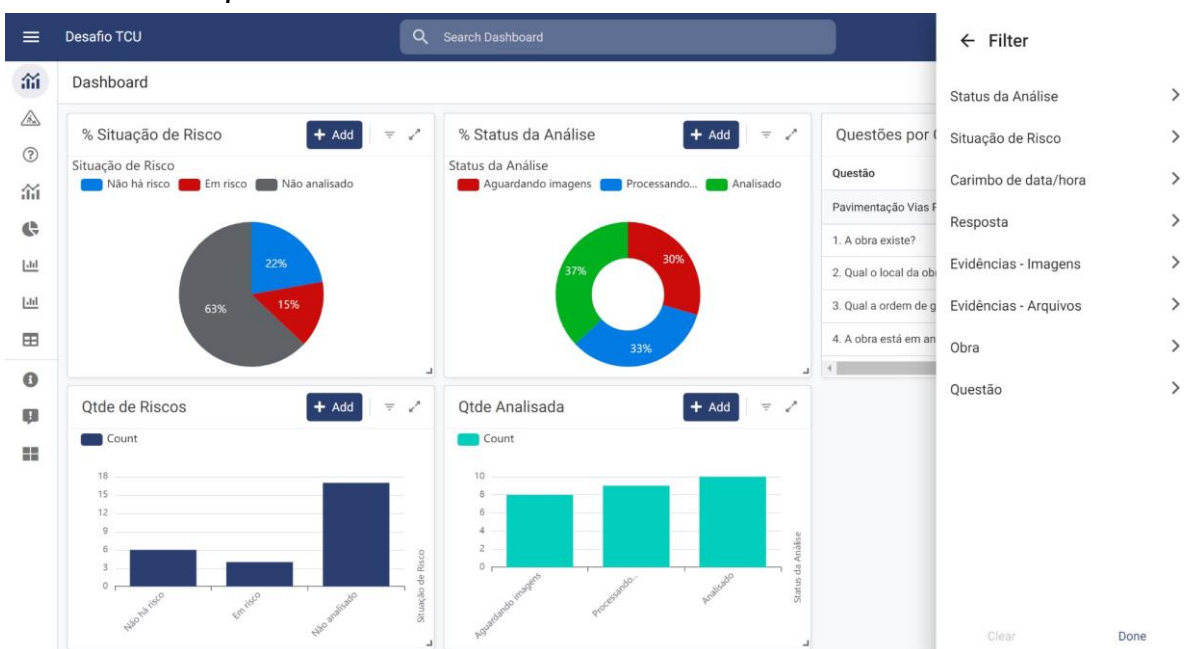 Desafio TCU
Search Dashboard
Dashboard
% Situação de Risco
+ Add
Situação de Risco
Não há risco
Em risco
Não analisado
22%
15%
63%
% Status da Análise
+ Add
Status da Análise
Aguardando imagens
Processando...
Analisado
30%
37%
33%
Questões por
Questão
Pavimentação Vias
1. A obra existe?
2. Qual o local da
3. Qual a ordem de
4. A obra está em
Qtde de Riscos
+ Add
Count
18
15
12
9
6
3
0
Não há risco
Em risco
Não analisado
Situação de Risco
Qtde Analisada
+ Add
Count
10
8
6
4
2
0
Aguardando imagens
Processando...
Analisado
Status da Análise
Filter
Status da Análise
Situação de Risco
Carimbo de data/hora
Resposta
Evidências - Imagens
Evidências - Arquivos
Obra
Questão
Clear
Done